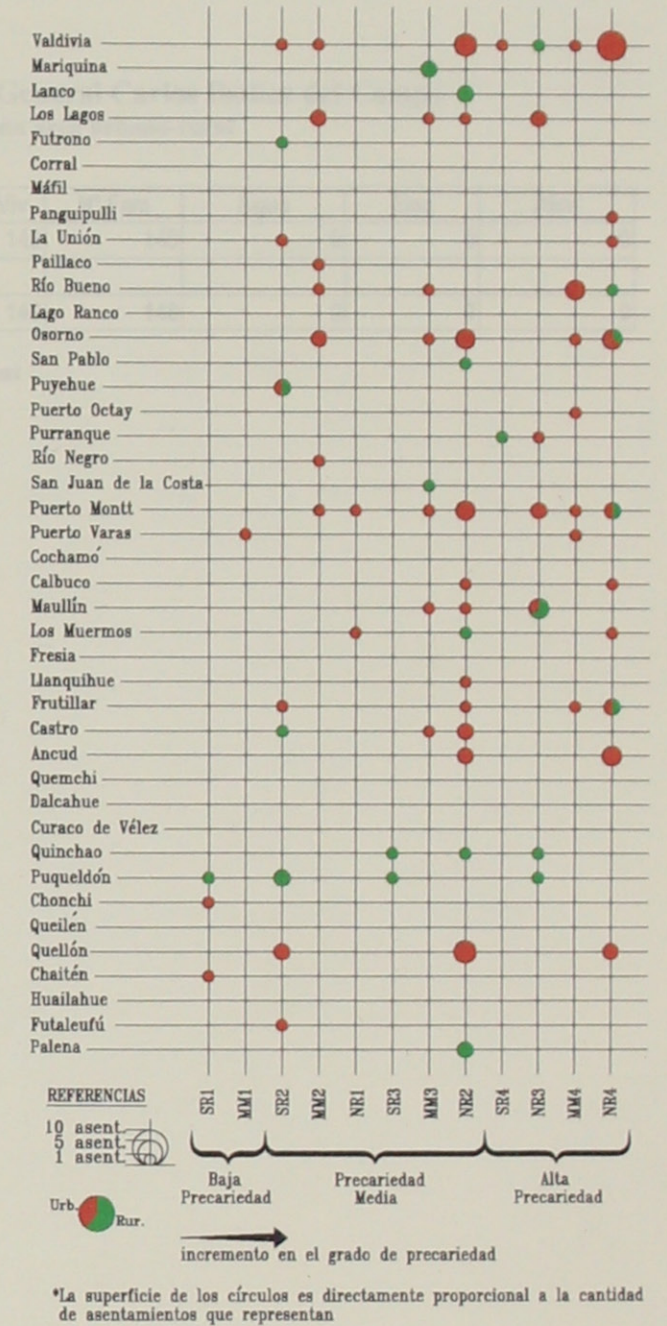 Valdivia
Mariquina
Lanco
Los Lagos
Futrono
Corral
Máfil
Panguipulli
La Unión
Paillaco
Río Bueno
Lago Ranco
Osorno
San Pablo
Puyehue
Puerto Octay
Purranque
Río Negro
San Juan de la Costa
Puerto Montt
Puerto Varas
Cochamó
Calbuco
Maullín
Los Muermos
Fresia
Llanquihue
Frutillar
Castro
Ancud
Quemchi
Dalcahue
Curaco de Vélez
Quinchao
Puqueldón
Chonchi
Queilén
Quellón
Chaitén
Huailahue
Futaleufú
Palena
SR1 MM1 SR2 MM2 NR1 SR3 MM3 NR2 SR4 NR3 MM4 NR4
REFERENCIAS
10 asent.
5 asent.
1 asent.
Baja Precariedad
Precariedad Media
Alta Precariedad
Urb.
Rur.
incremento en el grado de precariedad
*La superficie de los círculos es directamente proporcional a la cantidad
de asentamientos que representan